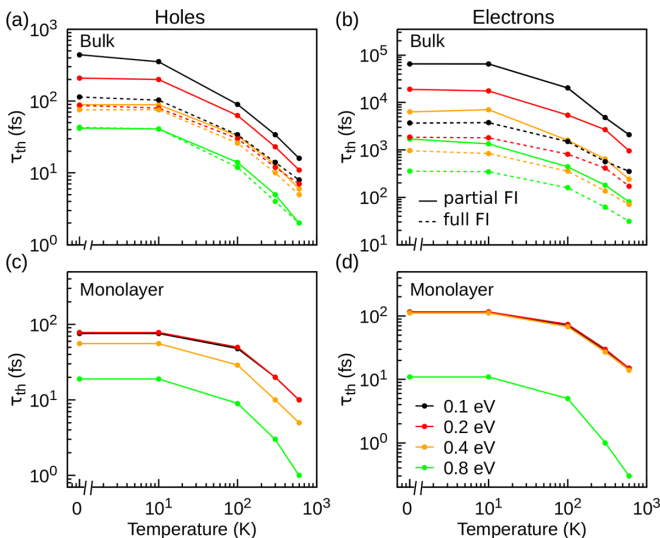 (a) Holes
Bulk
10³
10²
10¹
10⁰
τth (fs)
(b) Electrons
Bulk
10⁵
10⁴
10³
10²
10¹
τth (fs)
partial FI
full FI
(c)
Monolayer
10²
10¹
10⁰
τth (fs)
0 10¹ 10² 10³
Temperature (K)
(d)
Monolayer
10²
10¹
10⁰
τth (fs)
0.1 eV
0.2 eV
0.4 eV
0.8 eV
0 10¹ 10² 10³
Temperature (K)